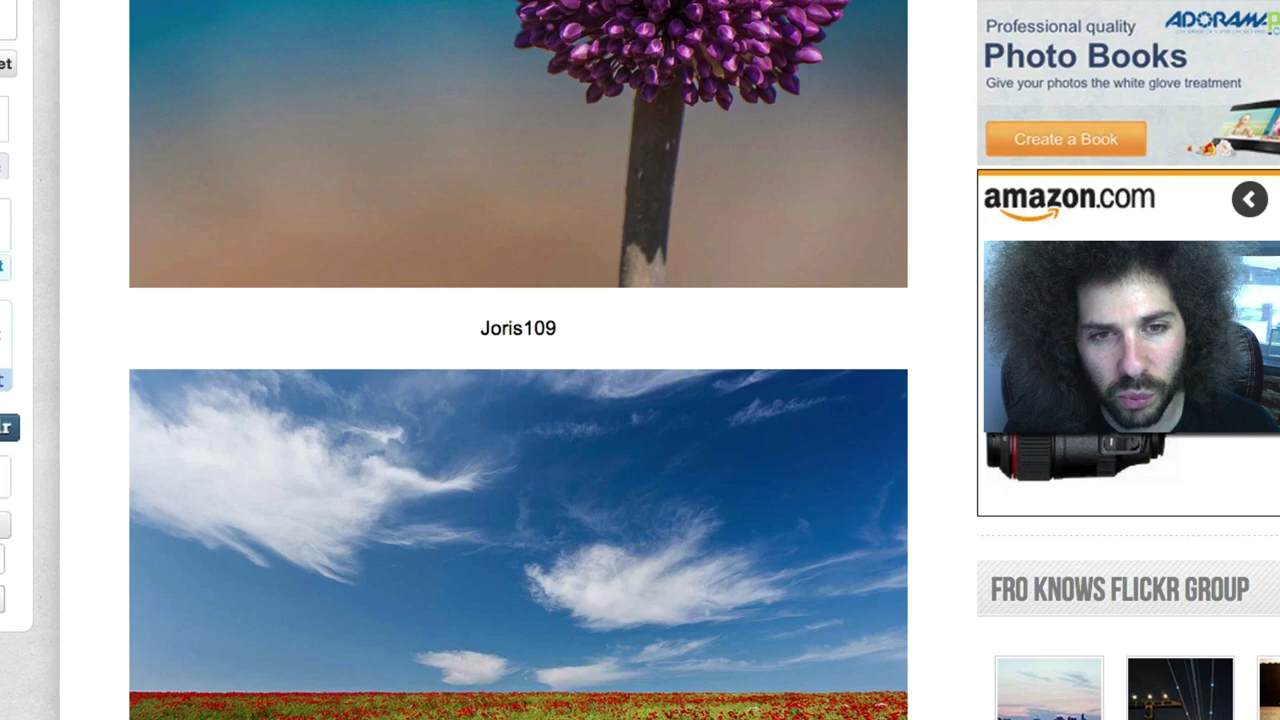 et
t
t
r
Joris109
Professional quality
ADORAMA
Photo Books
Give your photos the white glove treatment
Create a Book
amazon.com
FRO KNOWS FLICKR GROUP